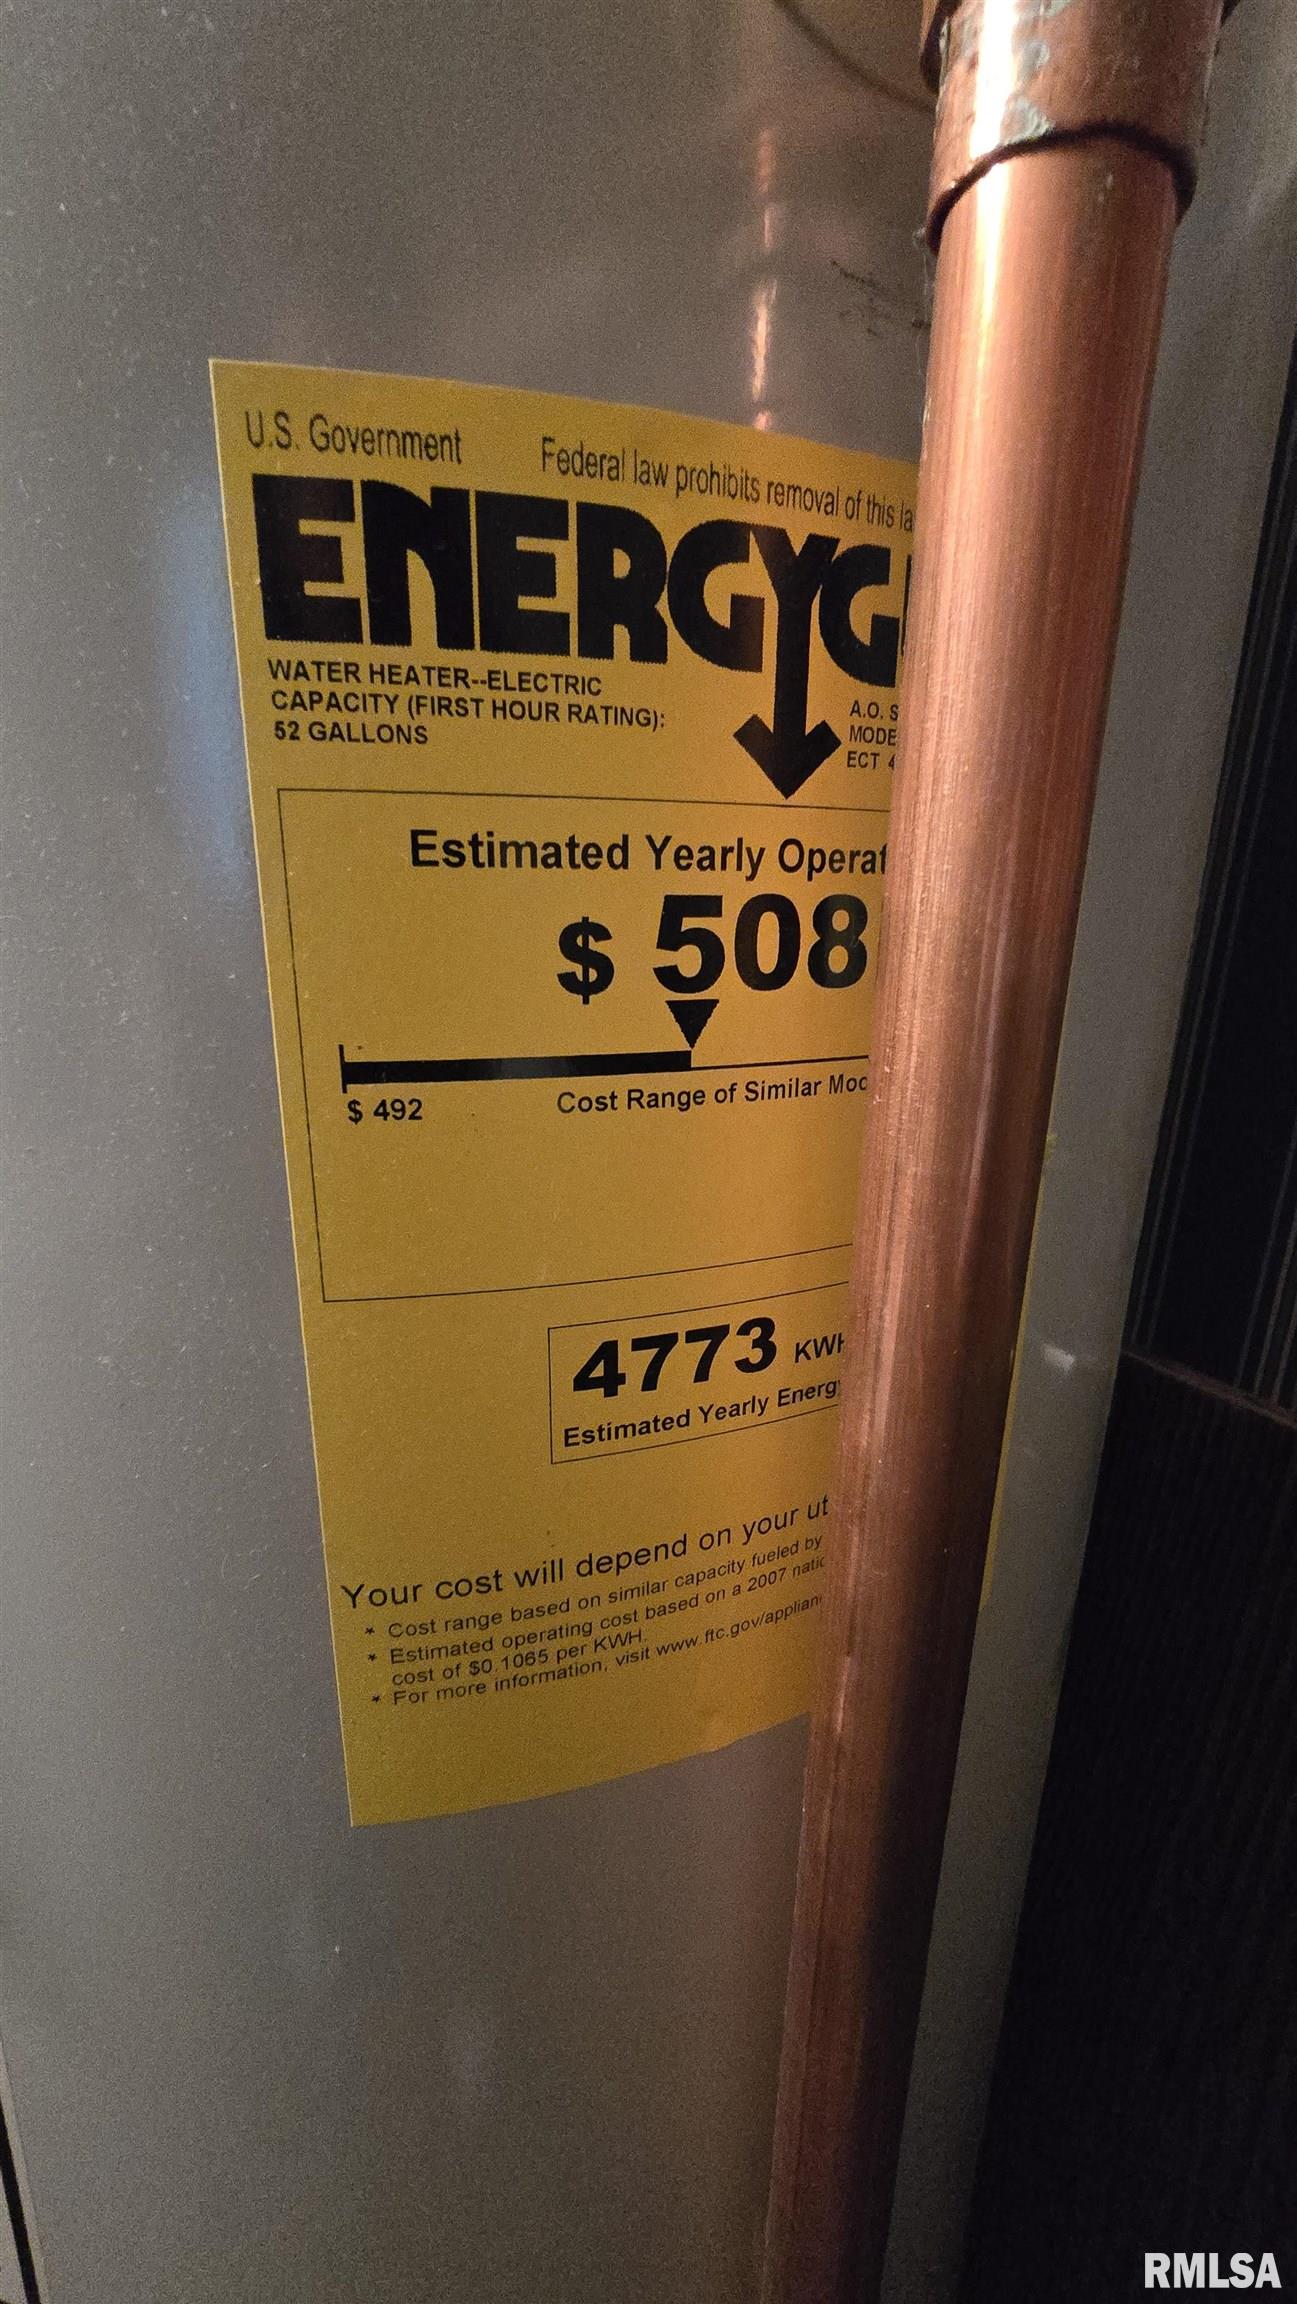 U.S. Government Federal law prohibits removal of this la
ENERGYG
WATER HEATER--ELECTRIC
CAPACITY (FIRST HOUR RATING):
52 GALLONS
A.O. S
MODE
ECT 4
Estimated Yearly Operat
$ 508
$ 492
Cost Range of Similar Mod
4773 KWH
Estimated Yearly Energy
Your cost will depend on your ut
* Cost range based on similar capacity fueled by
* Estimated operating cost based on a 2007 natio
cost of $0.1065 per KWH.
* For more information, visit www.ftc.gov/applian
RMLSA